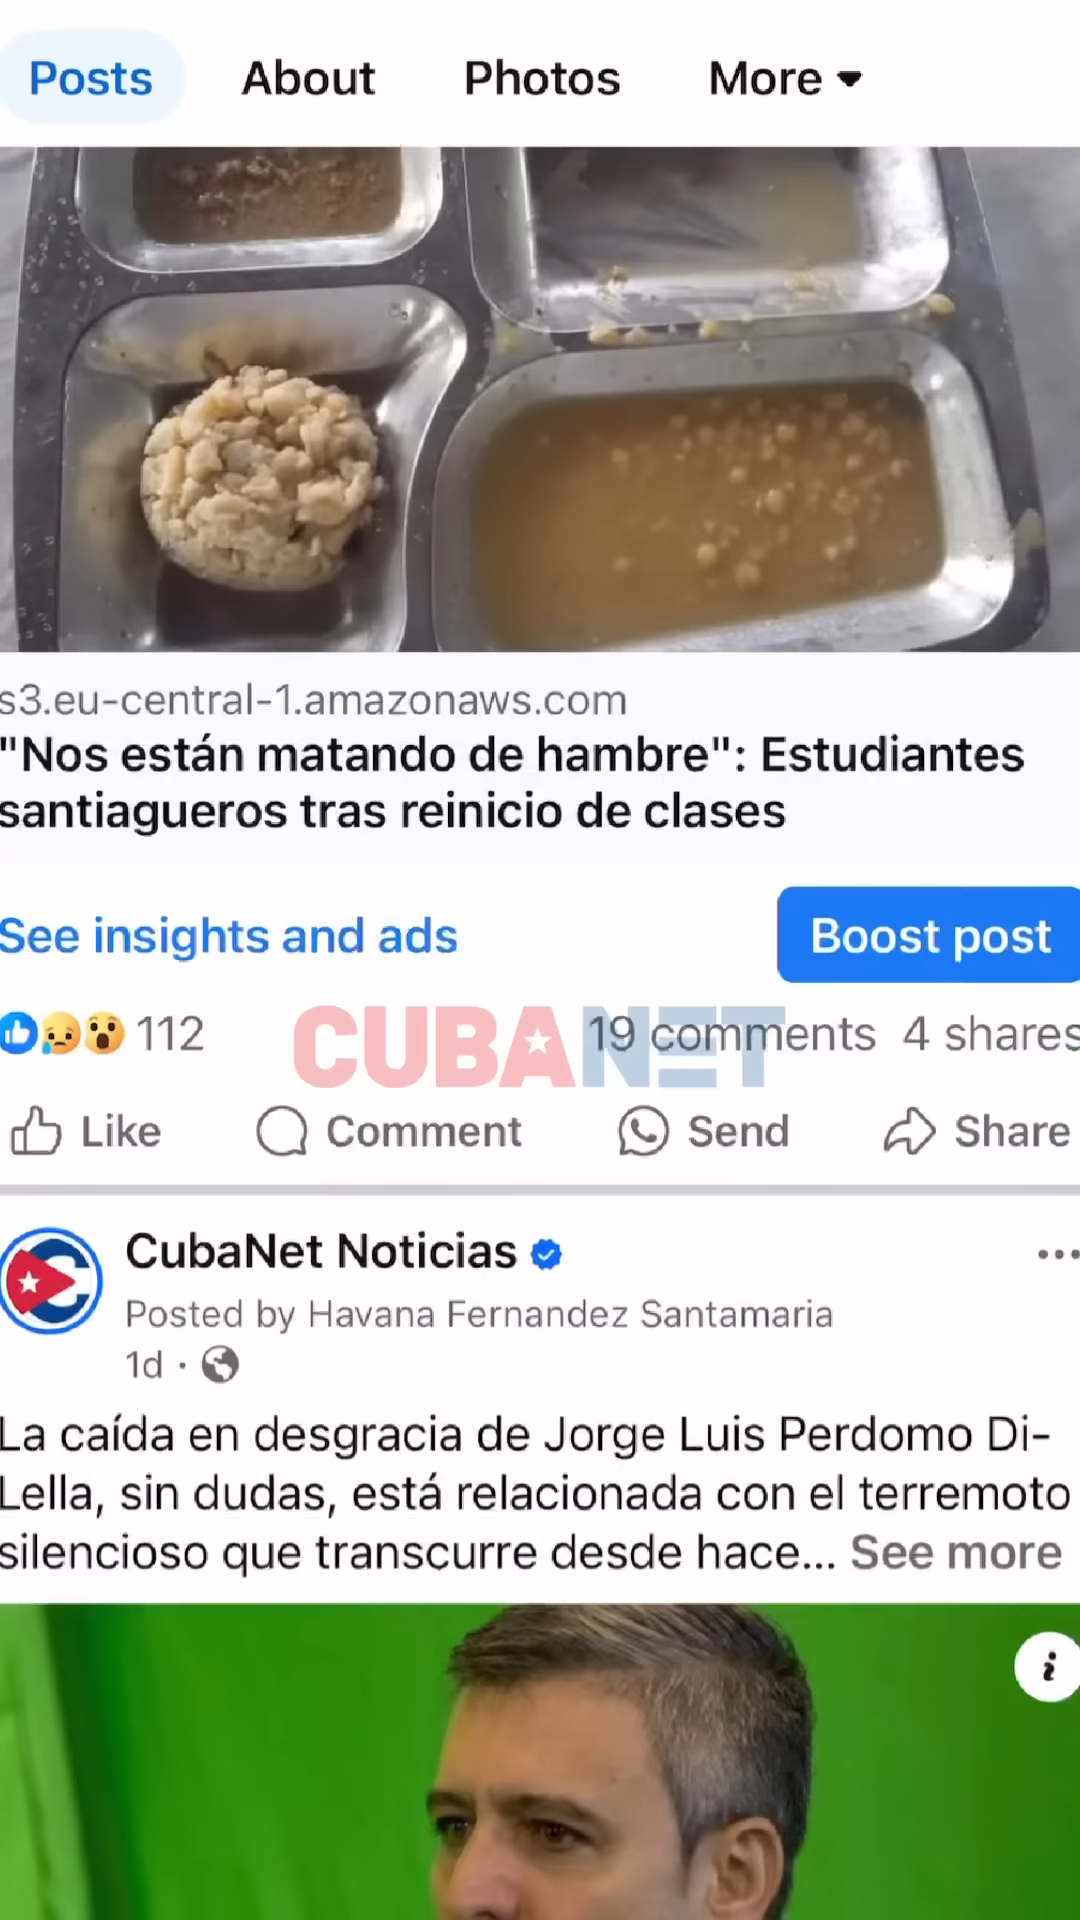 Posts About Photos More
s3.eu-central-1.amazonaws.com
"Nos están matando de hambre": Estudiantes
santiagueros tras reinicio de clases
See insights and ads Boost post
112 19 comments 4 shares
CUBANET
Like Comment Send Share
CubaNet Noticias
Posted by Havana Fernandez Santamaria
1d ·
La caída en desgracia de Jorge Luis Perdomo Di-
Lella, sin dudas, está relacionada con el terremoto
silencioso que transcurre desde hace... See more
i